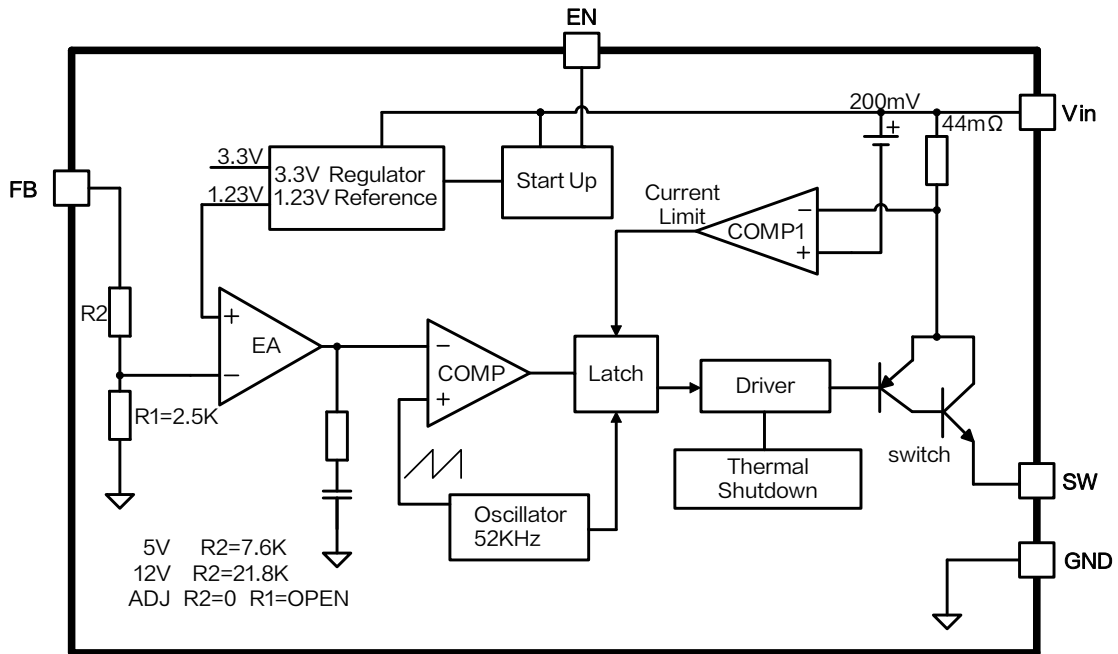 EN
200mV
+
44mΩ
Vin
3.3V
3.3V Regulator
1.23V Reference
1.23V
Start Up
FB
Current
Limit
−
COMP1
+
R2
+
EA
−
−
COMP
+
Latch
Driver
R1=2.5K
switch
Thermal
Shutdown
SW
Oscillator
52KHz
5V R2=7.6K
12V R2=21.8K
ADJ R2=0 R1=OPEN
GND